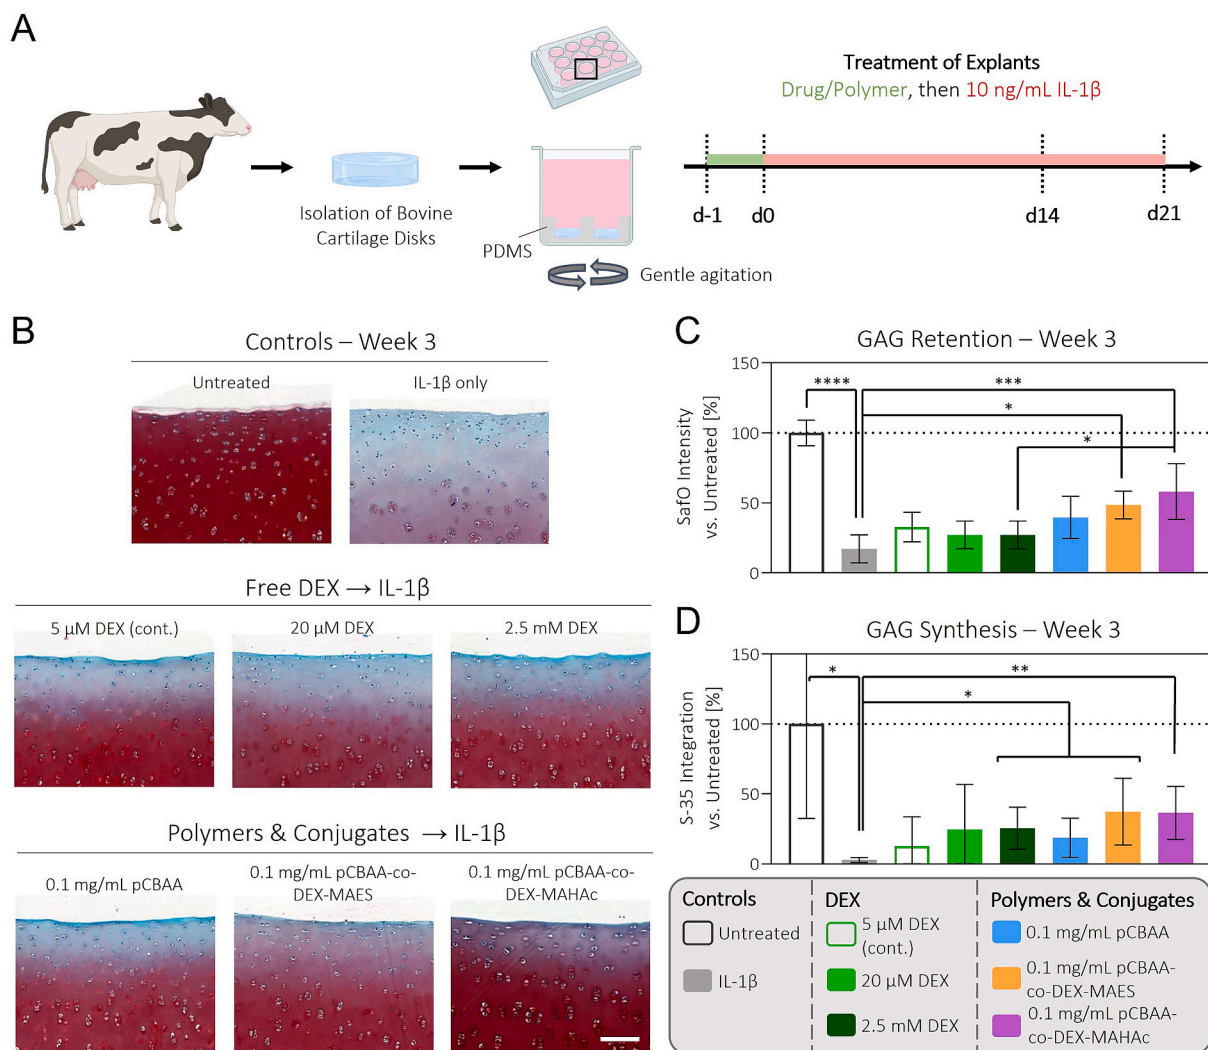 A
Treatment of Explants
Drug/Polymer, then 10 ng/mL IL-1β
d-1
d0
d14
d21
Isolation of Bovine
Cartilage Disks
PDMS
Gentle agitation
B
Controls – Week 3
Untreated
IL-1β only
Free DEX → IL-1β
5 µM DEX (cont.)
20 µM DEX
2.5 mM DEX
Polymers & Conjugates → IL-1β
0.1 mg/mL pCBAA
0.1 mg/mL pCBAA-co-
DEX-MAES
0.1 mg/mL pCBAA-co-
DEX-MAHAc
C
GAG Retention – Week 3
SafO Intensity
vs. Untreated [%]
150
100
50
0
****
***
*
*
D
GAG Synthesis – Week 3
S-35 Integration
vs. Untreated [%]
150
100
50
0
*
**
*
Controls
Untreated
IL-1β
DEX
5 µM DEX
(cont.)
20 µM DEX
2.5 mM DEX
Polymers & Conjugates
0.1 mg/mL pCBAA
0.1 mg/mL pCBAA-
co-DEX-MAES
0.1 mg/mL pCBAA-
co-DEX-MAHAc